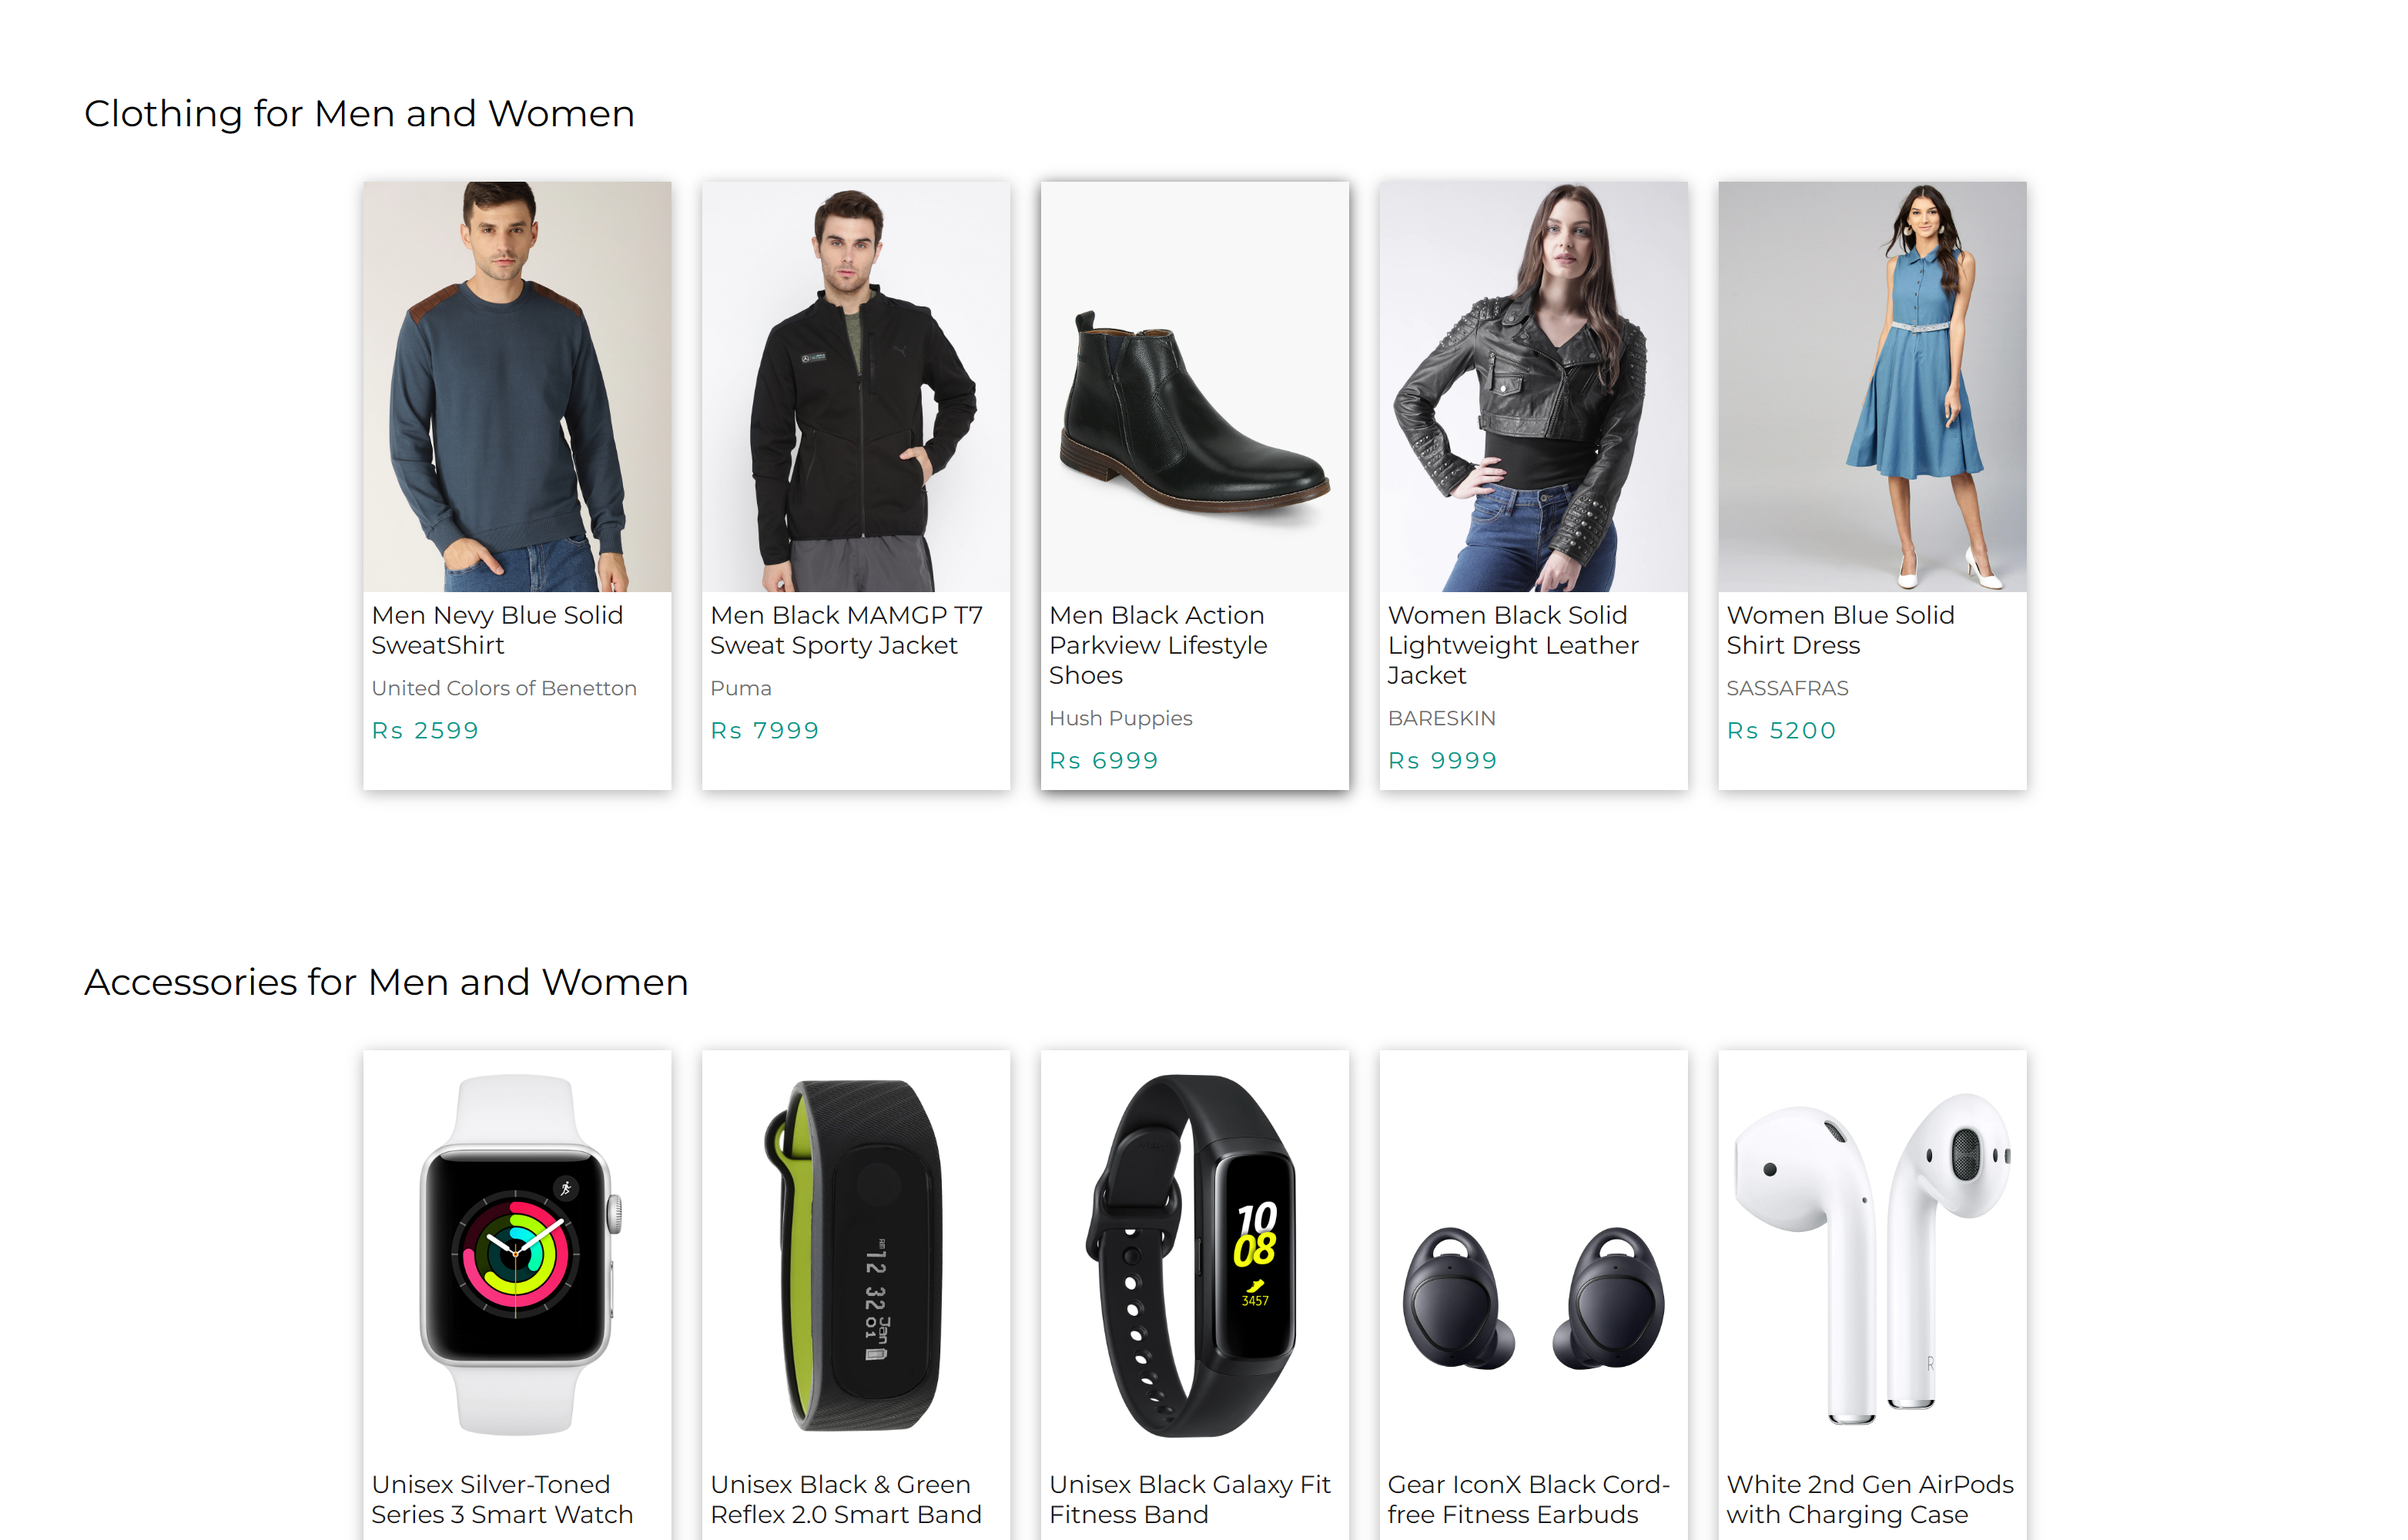 Clothing for Men and Women
Men Nevy Blue Solid
SweatShirt
United Colors of Benetton
Rs 2599
Men Black MAMGP T7
Sweat Sporty Jacket
Puma
Rs 7999
Men Black Action
Parkview Lifestyle
Shoes
Hush Puppies
Rs 6999
Women Black Solid
Lightweight Leather
Jacket
BARESKIN
Rs 9999
Women Blue Solid
Shirt Dress
SASSAFRAS
Rs 5200
Accessories for Men and Women
AM
12 32
Jan
01
10
08
3457
R
Unisex Silver-Toned
Series 3 Smart Watch
Unisex Black & Green
Reflex 2.0 Smart Band
Unisex Black Galaxy Fit
Fitness Band
Gear IconX Black Cord-
free Fitness Earbuds
White 2nd Gen AirPods
with Charging Case